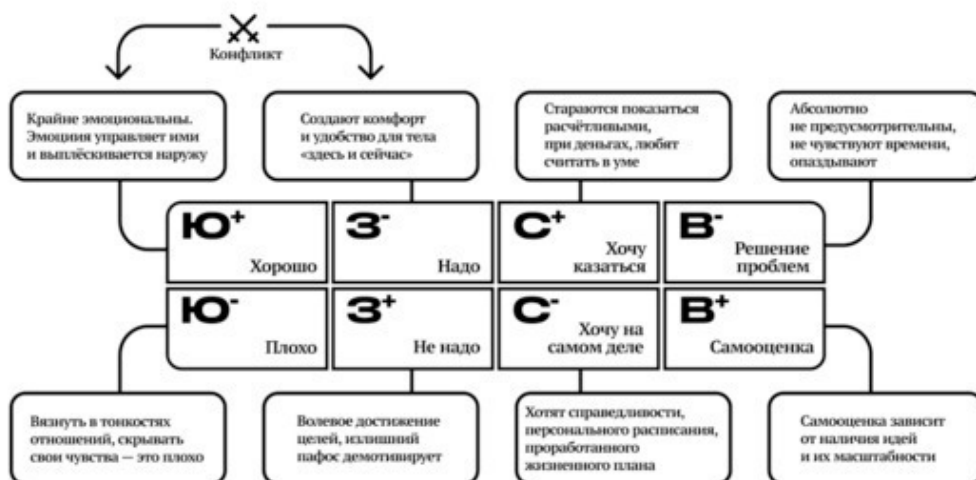 Конфликт
Крайне эмоциональны.
Эмоциия управляет ими
и выплёскивается наружу
Создают комфорт
и удобство для тела
«здесь и сейчас»
Стараются показаться
расчётливыми,
при деньгах, любят
считать в уме
Абсолютно
не предусмотрительны,
не чувствуют времени,
опаздывают
Ю+
Хорошо
З-
Надо
С+
Хочу
казаться
В-
Решение
проблем
Ю-
Плохо
З+
Не надо
С-
Хочу на
самом деле
В+
Самооценка
Вязнуть в тонкостях
отношений, скрывать
свои чувства — это плохо
Волевое достижение
целей, излишний
пафос демотивирует
Хотят справедливости,
персонального расписания,
проработанного
жизненного плана
Самооценка зависит
от наличия идей
и их масштабности